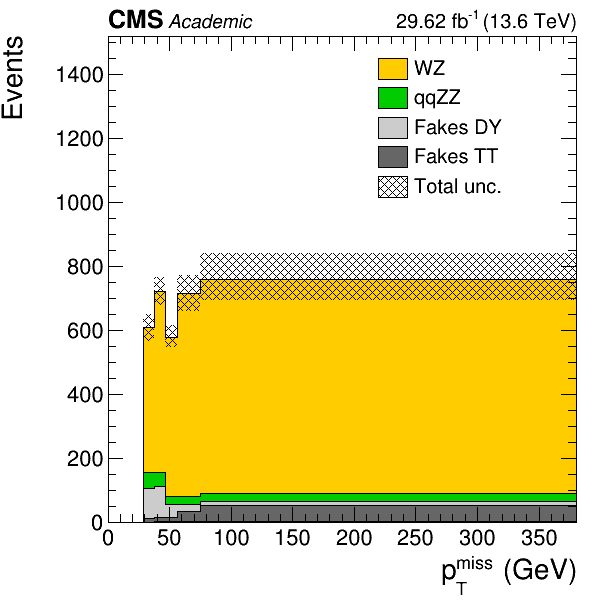 CMS Academic 29.62 fb⁻¹ (13.6 TeV)
Events
1400
1200
1000
800
600
400
200
0
WZ
qqZZ
Fakes DY
Fakes TT
Total unc.
0 50 100 150 200 250 300 350
p_T^miss (GeV)